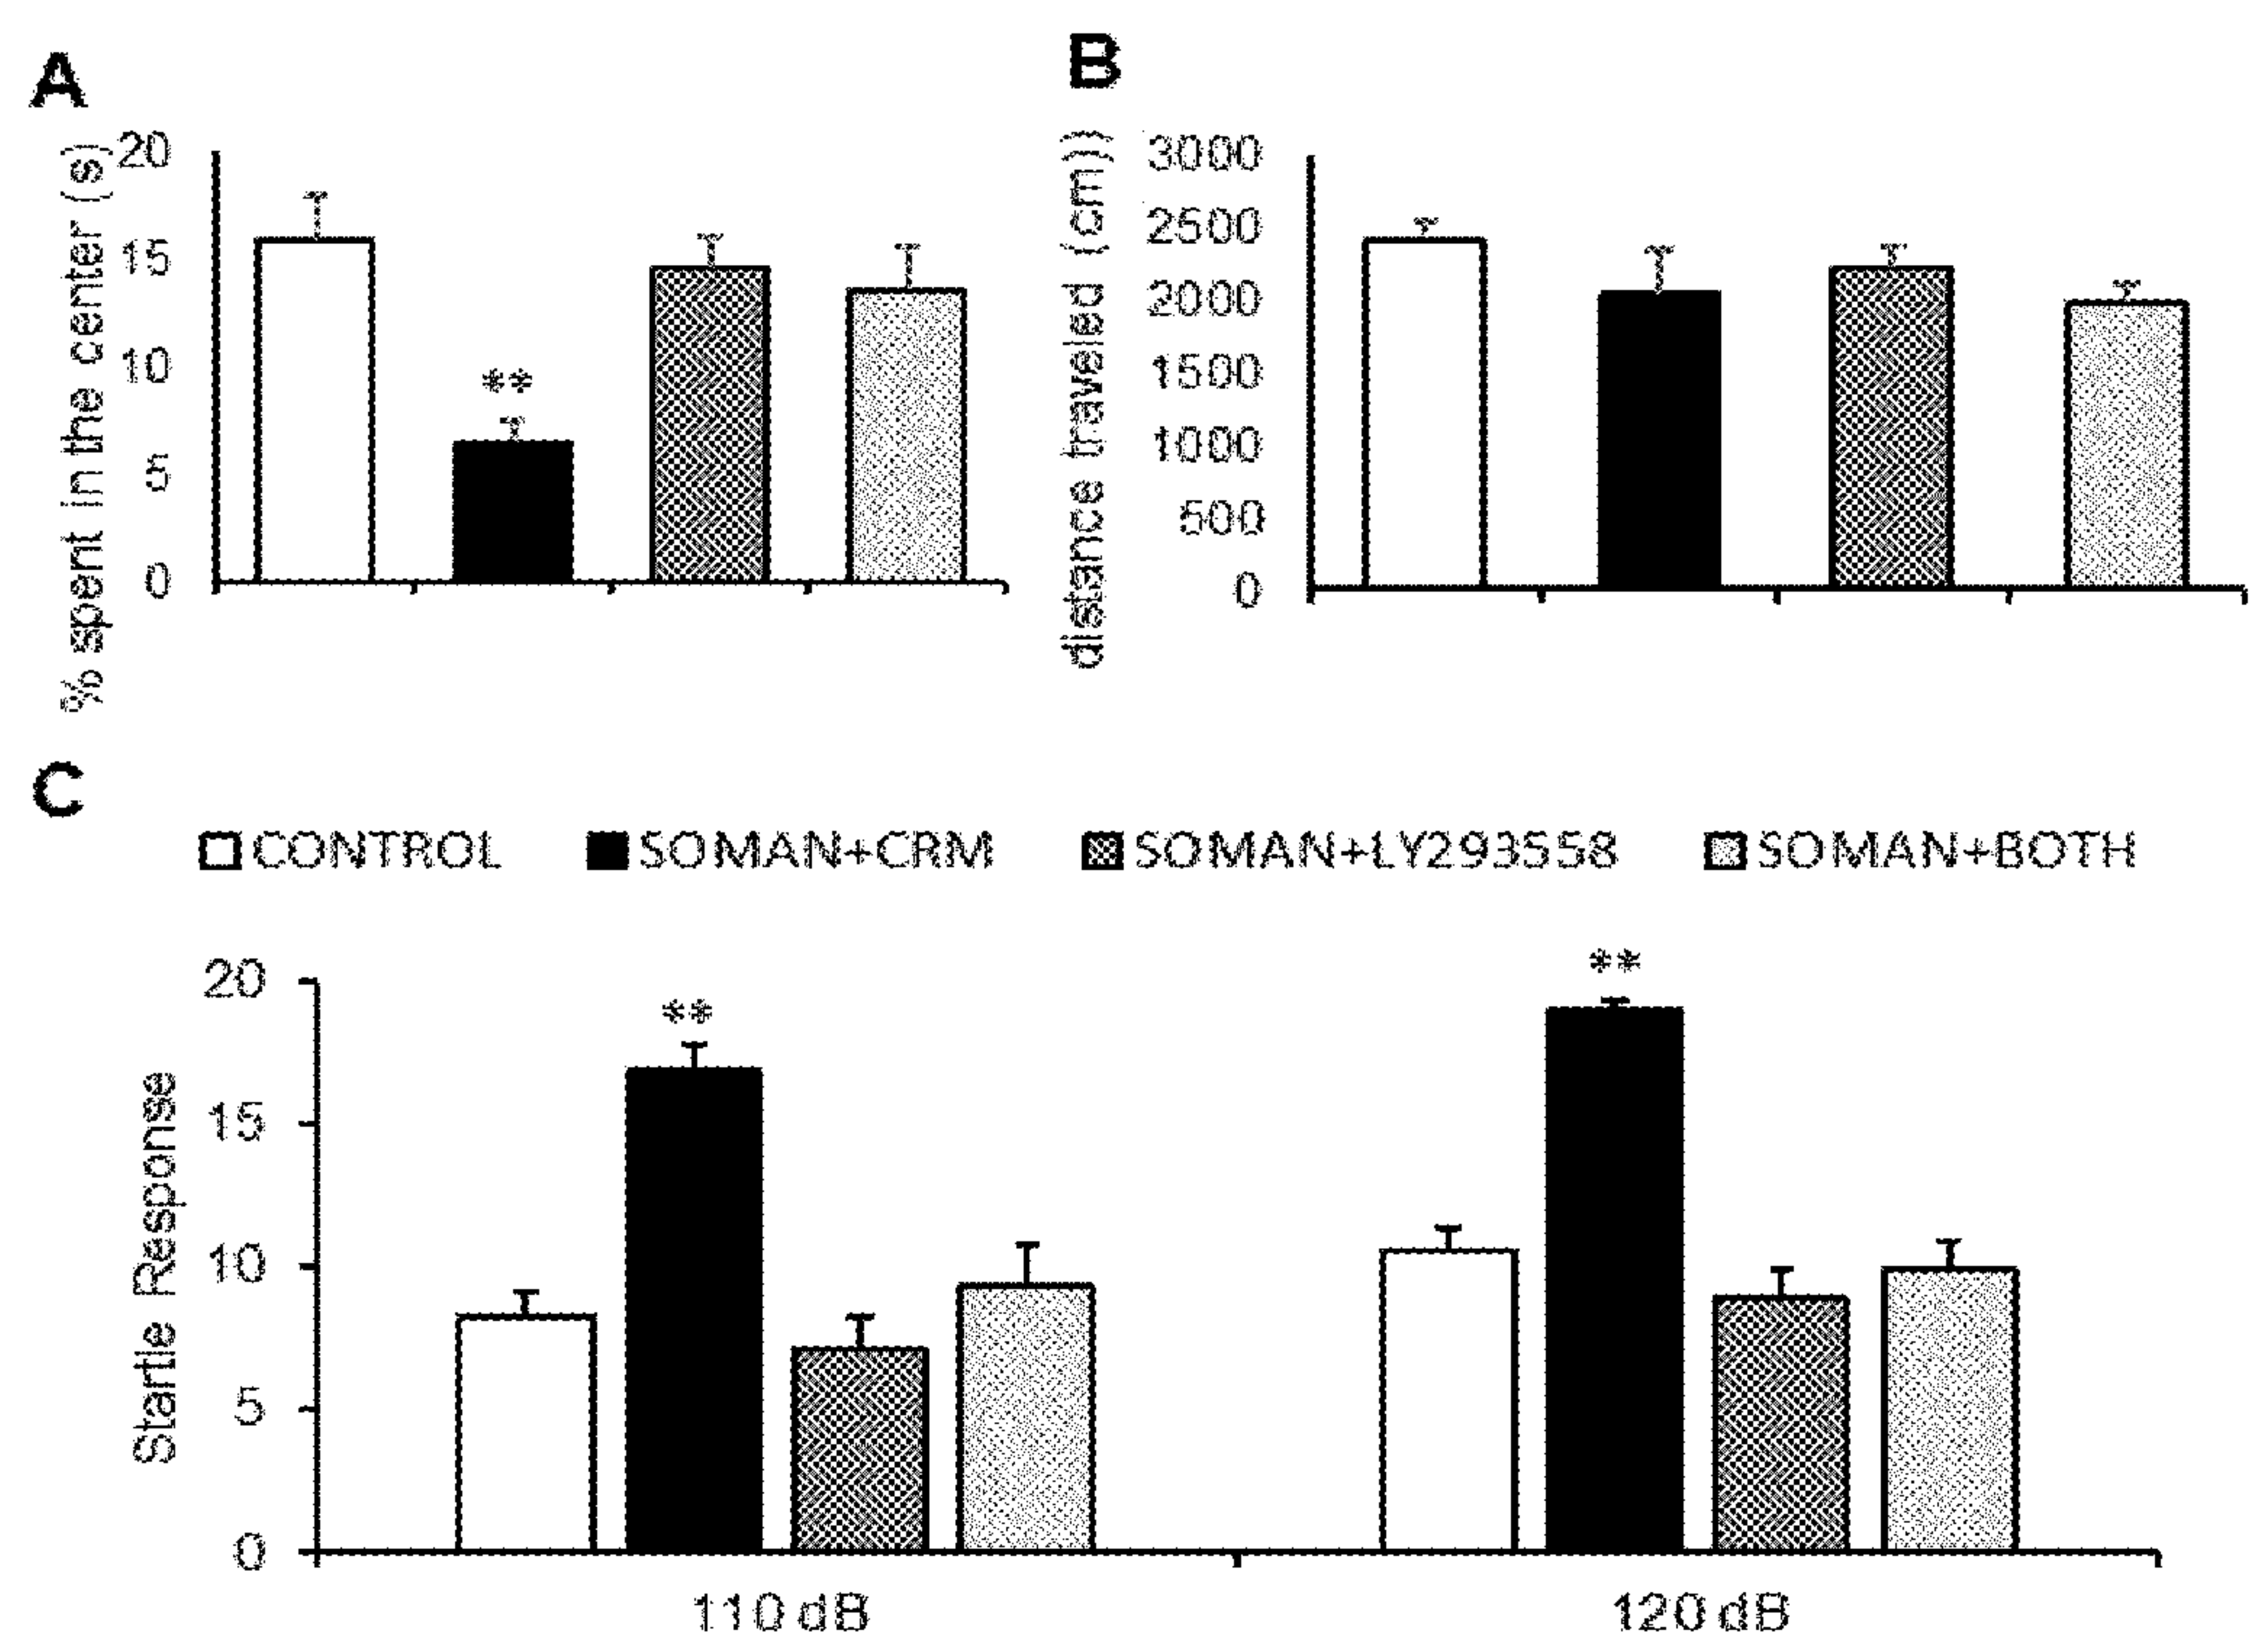 A
% spent in the center (s)
20
15
10
5
0
**
B
distance traveled (cm))
3000
2500
2000
1500
1000
500
0
C
CONTROL SOMAN+CRM SOMAN+LY293558 SOMAN+BOTH
Startle Response
20
15
10
5
0
**
**
110 dB 120 dB